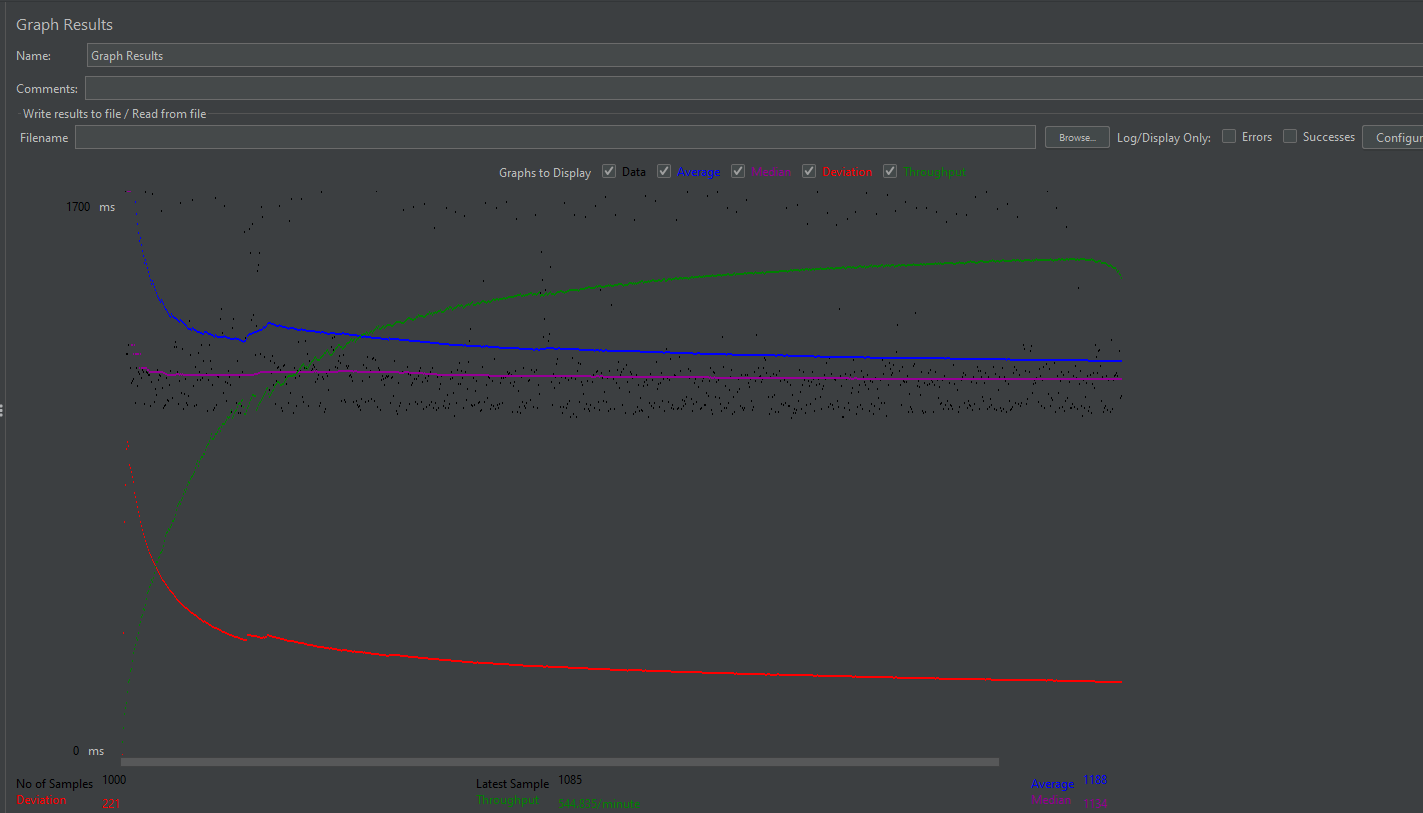 Graph Results
Name: Graph Results
Comments:
Write results to file / Read from file
Filename Browse... Log/Display Only: Errors Successes Configur
Graphs to Display Data Average Median Deviation Throughput
1700 ms
0 ms
No of Samples 1000 Latest Sample 1085 Average 1188
Deviation 221 Throughput 544.885/minute Median